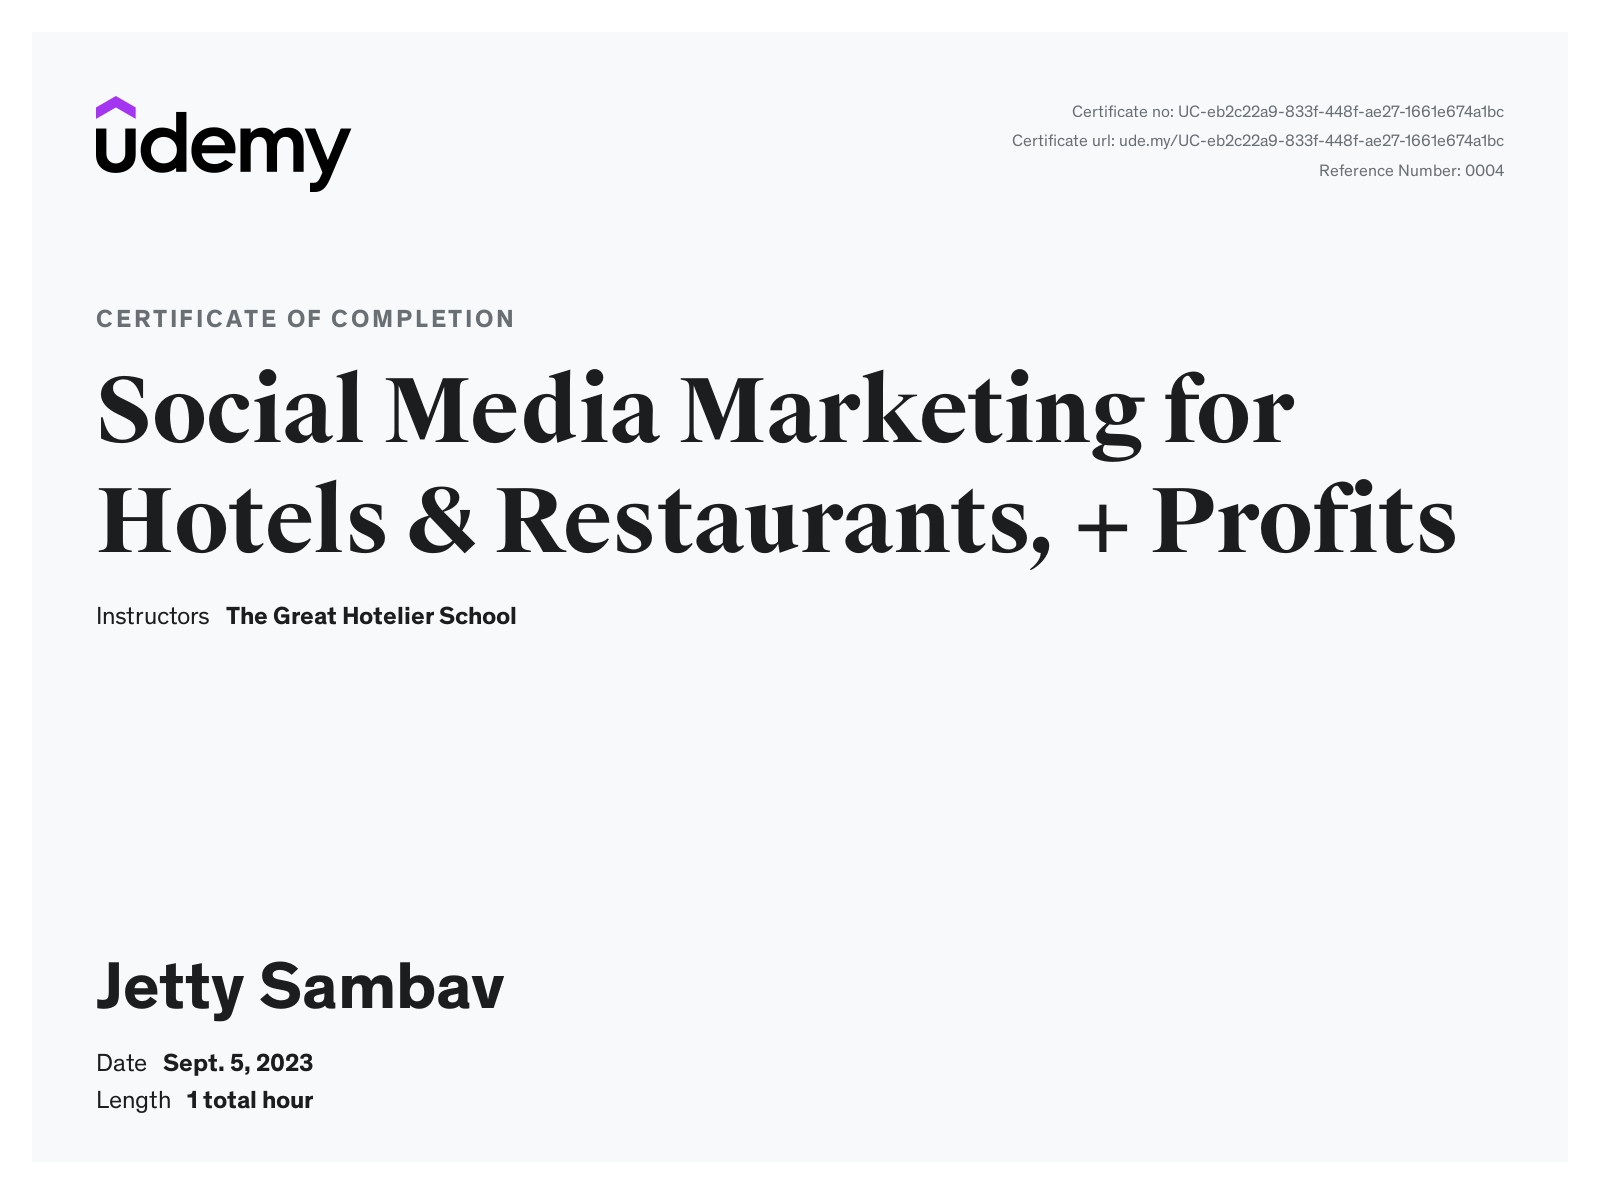 udemy
Certificate no: UC-eb2c22a9-833f-448f-ae27-1661e674a1bc
Certificate url: ude.my/UC-eb2c22a9-833f-448f-ae27-1661e674a1bc
Reference Number: 0004
CERTIFICATE OF COMPLETION
Social Media Marketing for
Hotels & Restaurants, + Profits
Instructors The Great Hotelier School
Jetty Sambav
Date Sept. 5, 2023
Length 1 total hour